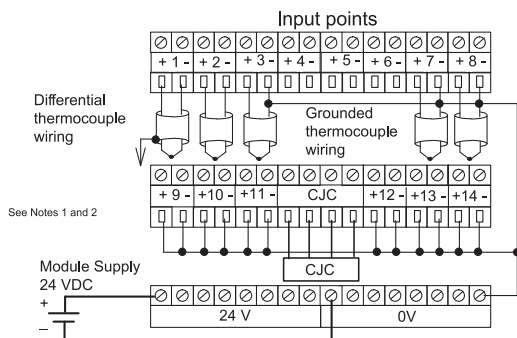 Input points
+ 1 - + 2 - + 3 - + 4 - + 5 - + 6 - + 7 - + 8 -
Differential
thermocouple
wiring
Grounded
thermocouple
wiring
+ 9 - +10 - +11 - CJC +12 - +13 - +14 -
See Notes 1 and 2
CJC
Module Supply
24 VDC
+
–
24 V 0V